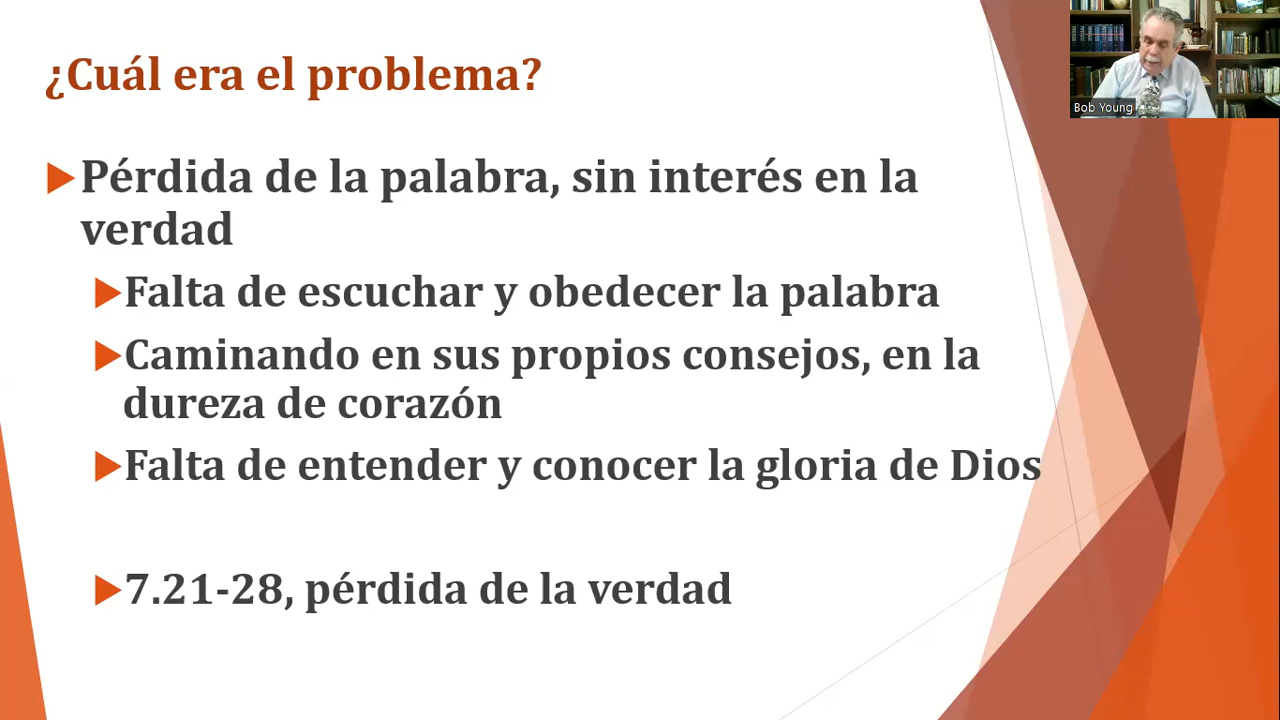 ¿Cuál era el problema?
Pérdida de la palabra, sin interés en la
verdad
Falta de escuchar y obedecer la palabra
Caminando en sus propios consejos, en la
dureza de corazón
Falta de entender y conocer la gloria de Dios
7.21-28, pérdida de la verdad
Bob Young